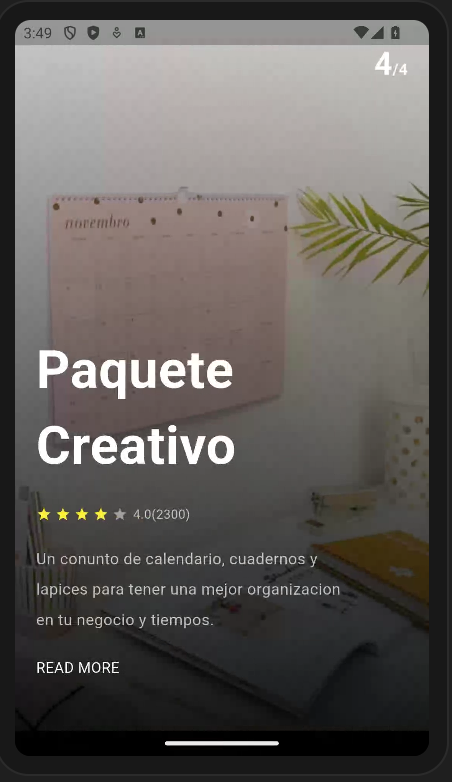 3:49
4/4
novembro
Paquete
Creativo
4.0(2300)
Un conunto de calendario, cuadernos y
lapices para tener una mejor organizacion
en tu negocio y tiempos.
READ MORE